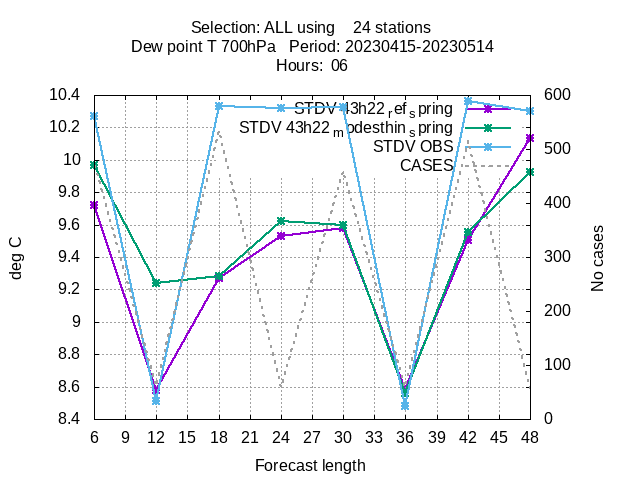 Selection: ALL using    24 stations
Dew point T 700hPa   Period: 20230415-20230514
Hours:  06
STDV 43h22 ref spring
STDV 43h22 modesthin spring
STDV OBS
CASES
10.4
10.2
10
9.8
9.6
9.4
9.2
9
8.8
8.6
8.4
deg C
600
500
400
300
200
100
0
No cases
6 9 12 15 18 21 24 27 30 33 36 39 42 45 48
Forecast length